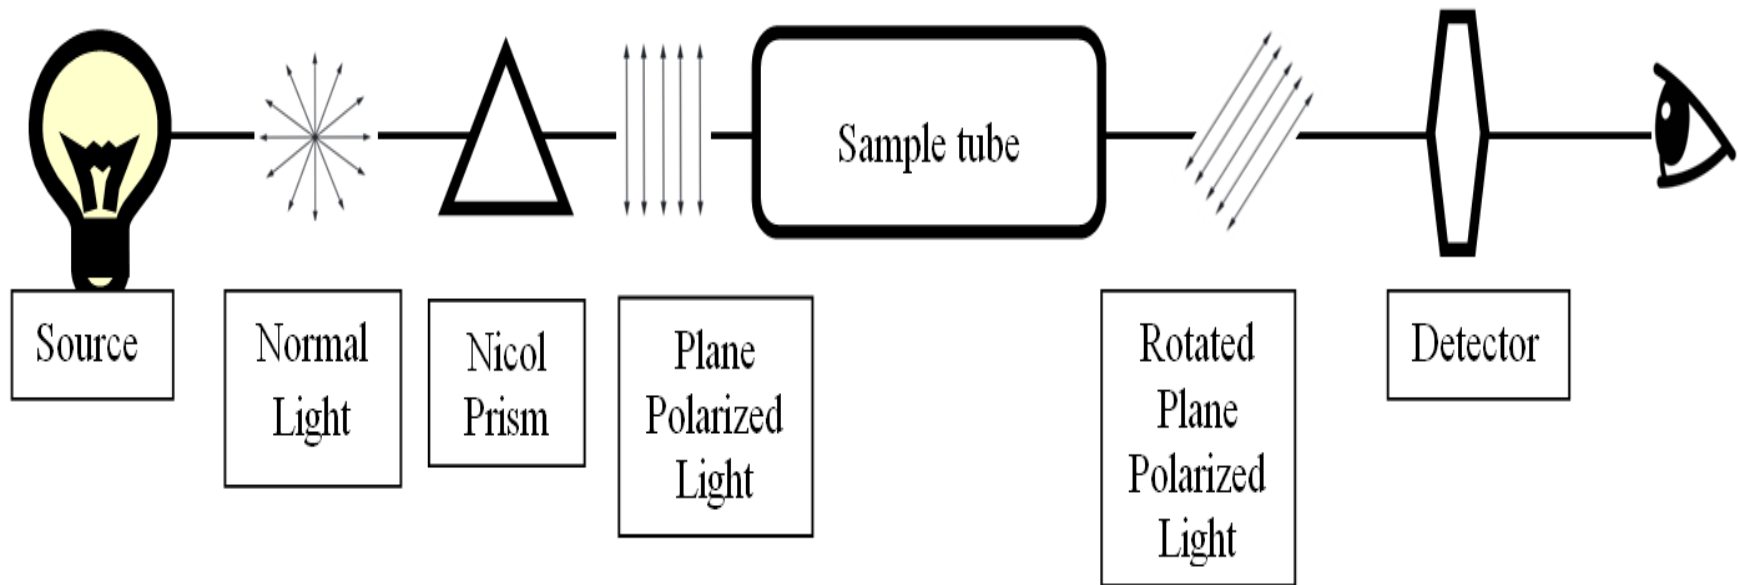 Sample tube
Source
Normal
Light
Nicol
Prism
Plane
Polarized
Light
Rotated
Plane
Polarized
Light
Detector